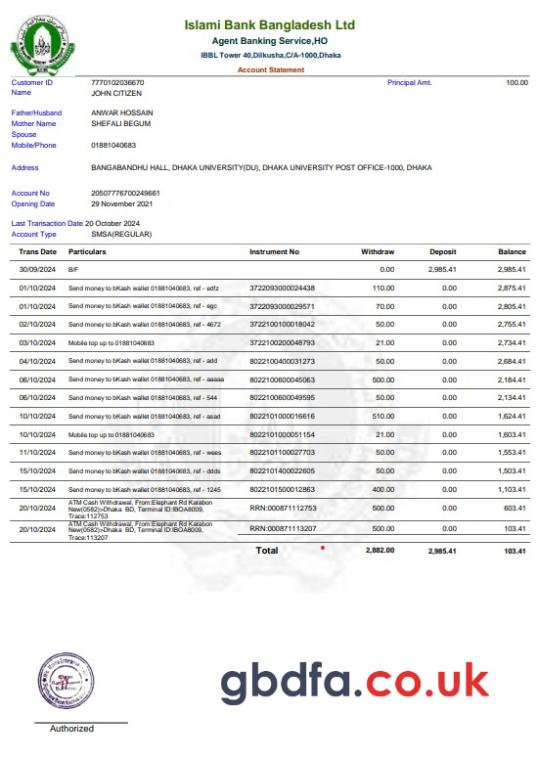 Islami Bank Bangladesh Ltd
Agent Banking Service,HO
IBBL Tower 40,Dilkusha,C/A-1000,Dhaka
Account Statement
Customer ID 7770102036670 Principal Amt. 100.00
Name JOHN CITIZEN
Father/Husband ANWAR HOSSAIN
Mother Name SHEFALI BEGUM
Spouse
Mobile/Phone 01881040683
Address BANGABANDHU HALL, DHAKA UNIVERSITY(DU), DHAKA UNIVERSITY POST OFFICE-1000, DHAKA
Account No 20507776700249661
Opening Date 29 November 2021
Last Transaction Date 20 October 2024
Account Type SMSA(REGULAR)
Trans Date Particulars Instrument No Withdraw Deposit Balance
30/09/2024 B/F 0.00 2,985.41 2,985.41
01/10/2024 Send money to bKash wallet 01881040683, ref - edfz 3722093000024438 110.00 0.00 2,875.41
01/10/2024 Send money to bKash wallet 01881040683, ref - egc 3722093000029571 70.00 0.00 2,805.41
02/10/2024 Send money to bKash wallet 01881040683, ref - 4672 3722100100018042 50.00 0.00 2,755.41
03/10/2024 Mobile top up to 01881040683 3722100200048793 21.00 0.00 2,734.41
04/10/2024 Send money to bKash wallet 01881040683, ref - add 8022100400031273 50.00 0.00 2,684.41
06/10/2024 Send money to bKash wallet 01881040683, ref - aaaaa 8022100600045063 500.00 0.00 2,184.41
06/10/2024 Send money to bKash wallet 01881040683, ref - 544 8022100600049595 50.00 0.00 2,134.41
10/10/2024 Send money to bKash wallet 01881040683, ref - asad 8022101000016616 510.00 0.00 1,624.41
10/10/2024 Mobile top up to 01881040683 8022101000051154 21.00 0.00 1,603.41
11/10/2024 Send money to bKash wallet 01881040683, ref - wees 8022101100027703 50.00 0.00 1,553.41
15/10/2024 Send money to bKash wallet 01881040683, ref - ddds 8022101400022605 50.00 0.00 1,503.41
15/10/2024 Send money to bKash wallet 01881040683, ref - 1245 8022101500012863 400.00 0.00 1,103.41
20/10/2024 ATM Cash Withdrawal, From:Elephant Rd Katabon
New(0582)>Dhaka BD, Terminal ID:IBOA8009,
Trace:112753 RRN:000871112753 500.00 0.00 603.41
20/10/2024 ATM Cash Withdrawal, From:Elephant Rd Katabon
New(0582)>Dhaka BD, Terminal ID:IBOA8009,
Trace:113207 RRN:000871113207 500.00 0.00 103.41
Total 2,882.00 2,985.41 103.41
gbdfa.co.uk
Authorized